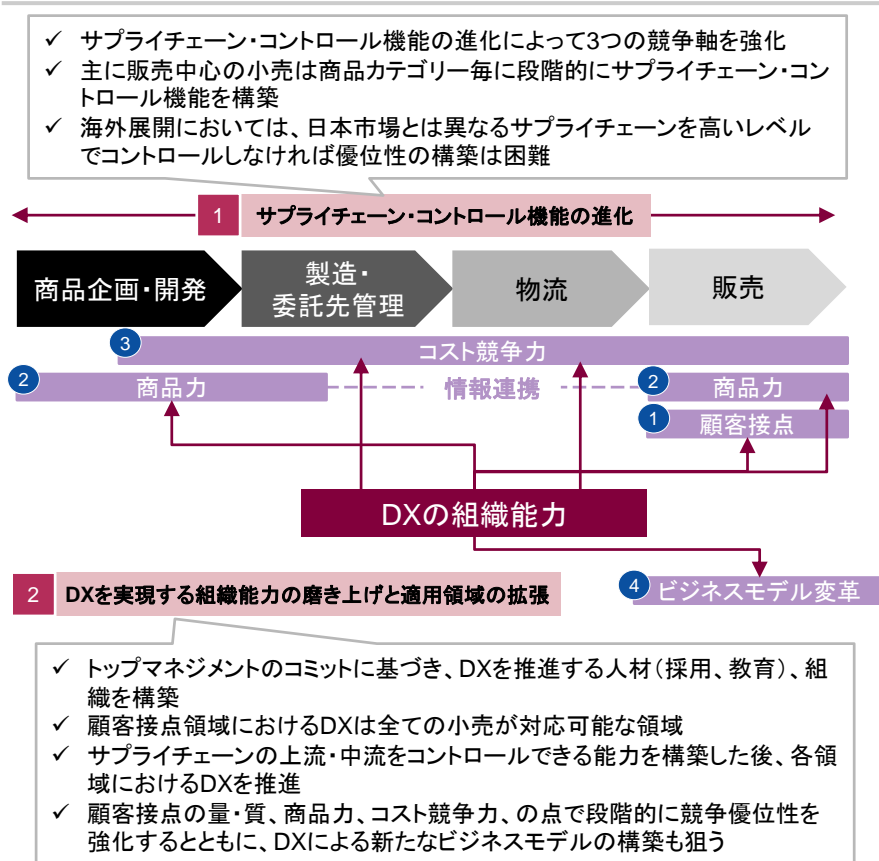 ✓ サプライチェーン・コントロール機能の進化によって3つの競争軸を強化
✓ 主に販売中心の小売は商品カテゴリー毎に段階的にサプライチェーン・コン
トロール機能を構築
✓ 海外展開においては、日本市場とは異なるサプライチェーンを高いレベル
でコントロールしなければ優位性の構築は困難
1 サプライチェーン・コントロール機能の進化
商品企画・開発
製造・
委託先管理
物流
販売
3 コスト競争力
2 商品力
情報連携
2 商品力
1 顧客接点
DXの組織能力
4 ビジネスモデル変革
2 DXを実現する組織能力の磨き上げと適用領域の拡張
✓ トップマネジメントのコミットに基づき、DXを推進する人材（採用、教育）、組
織を構築
✓ 顧客接点領域におけるDXは全ての小売が対応可能な領域
✓ サプライチェーンの上流・中流をコントロールできる能力を構築した後、各領
域におけるDXを推進
✓ 顧客接点の量・質、商品力、コスト競争力、の点で段階的に競争優位性を
強化するとともに、DXによる新たなビジネスモデルの構築も狙う